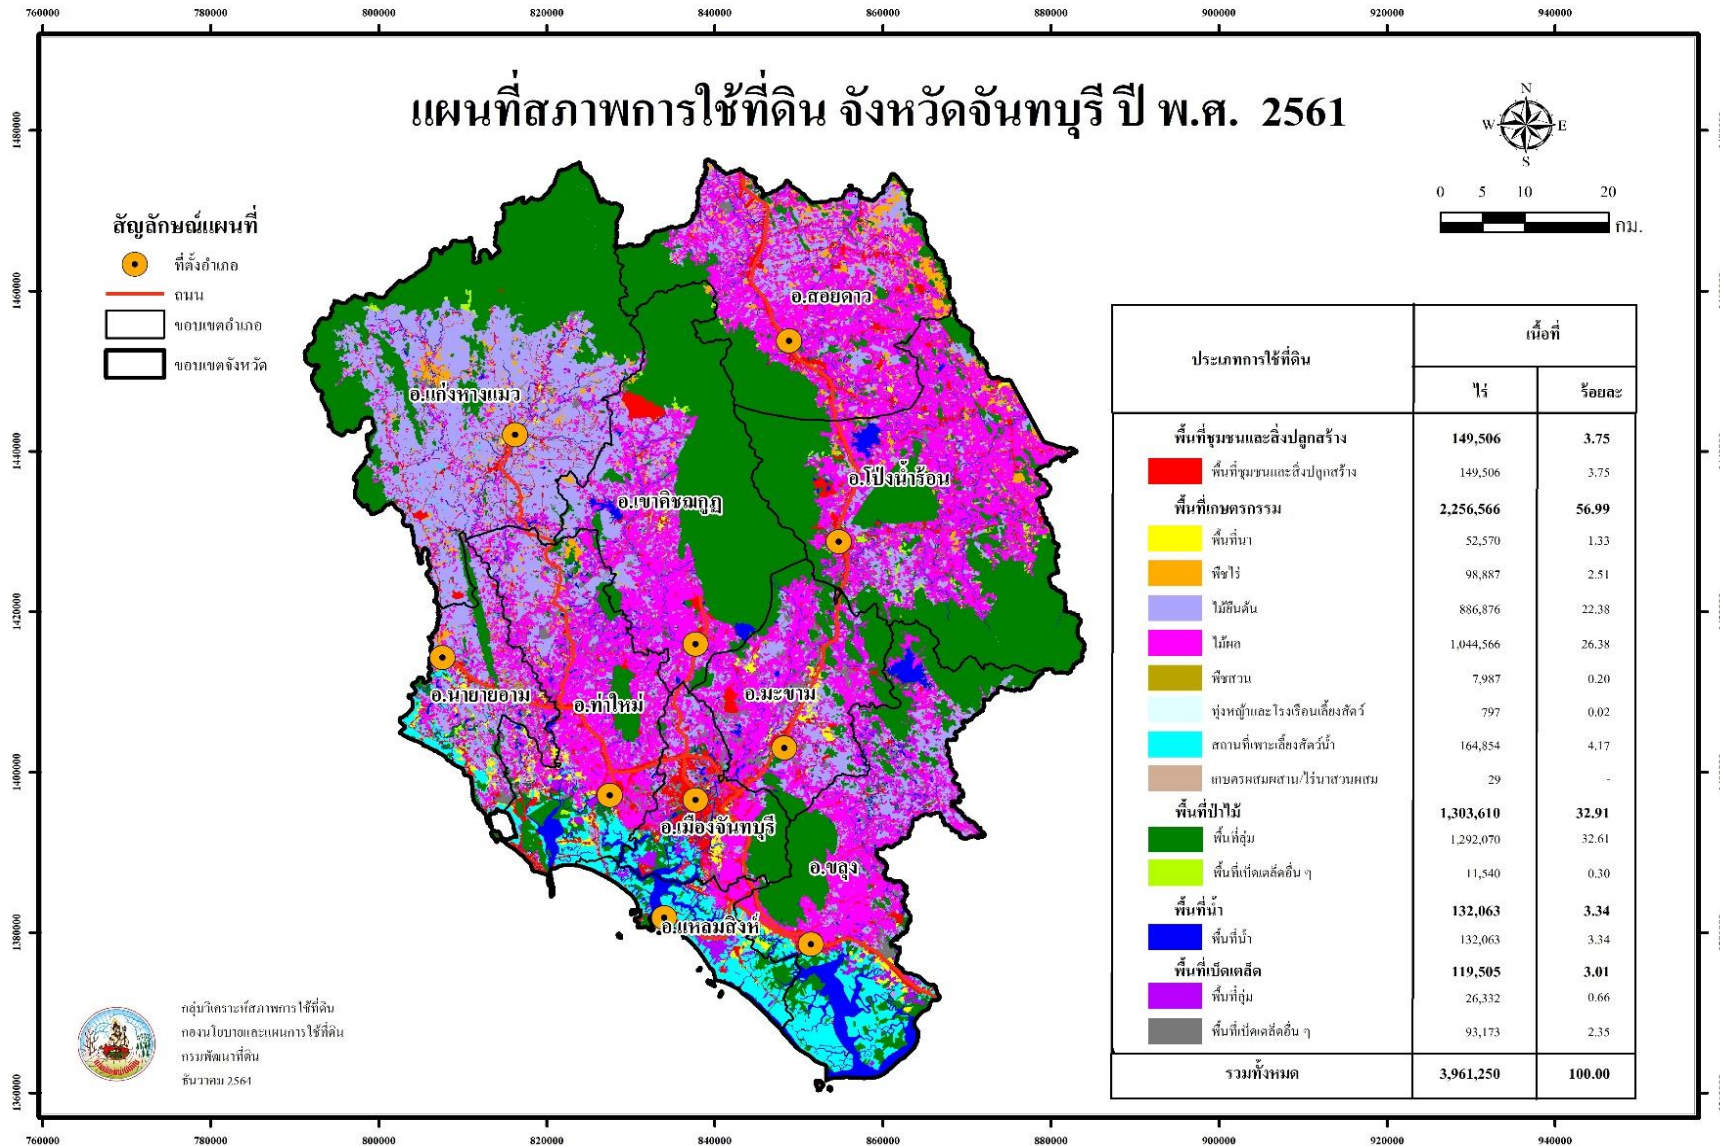 760000 780000 800000 820000 840000 860000 880000 900000 920000 940000
แผนที่สภาพการใช้ที่ดิน จังหวัดจันทบุรี ปี พ.ศ. 2561
N
W E
S
0 5 10 20
กม.
สัญลักษณ์แผนที่
ที่ตั้งอำเภอ
ถนน
ขอบเขตอำเภอ
ขอบเขตจังหวัด
1480000
1460000
1440000
1420000
1400000
1380000
1360000
อ.สอยดาว
อ.แก่งหางแมว
อ.โป่งน้ำร้อน
อ.เขาคิชฌกูฏ
อ.นายายอาม
อ.ท่าใหม่
อ.มะขาม
อ.เมืองจันทบุรี
อ.ขลุง
อ.แหลมสิงห์
ประเภทการใช้ที่ดิน เนื้อที่
ไร่ ร้อยละ
พื้นที่ชุมชนและสิ่งปลูกสร้าง 149,506 3.75
พื้นที่ชุมชนและสิ่งปลูกสร้าง 149,506 3.75
พื้นที่เกษตรกรรม 2,256,566 56.99
พื้นที่นา 52,570 1.33
พืชไร่ 98,887 2.51
ไม้ยืนต้น 886,876 22.38
ไม้ผล 1,044,566 26.38
พืชสวน 7,987 0.20
ทุ่งหญ้าและโรงเรือนเลี้ยงสัตว์ 797 0.02
สถานที่เพาะเลี้ยงสัตว์น้ำ 164,854 4.17
เกษตรผสมผสาน/ไร่นาสวนผสม 29 -
พื้นที่ป่าไม้ 1,303,610 32.91
พื้นที่ลุ่ม 1,292,070 32.61
พื้นที่เบ็ดเตล็ดอื่น ๆ 11,540 0.30
พื้นที่น้ำ 132,063 3.34
พื้นที่น้ำ 132,063 3.34
พื้นที่เบ็ดเตล็ด 119,505 3.01
พื้นที่ลุ่ม 26,332 0.66
พื้นที่เบ็ดเตล็ดอื่น ๆ 93,173 2.35
รวมทั้งหมด 3,961,250 100.00
กลุ่มวิเคราะห์สภาพการใช้ที่ดิน
กองนโยบายและแผนการใช้ที่ดิน
กรมพัฒนาที่ดิน
ธันวาคม 2561
760000 780000 800000 820000 840000 860000 880000 900000 920000 940000